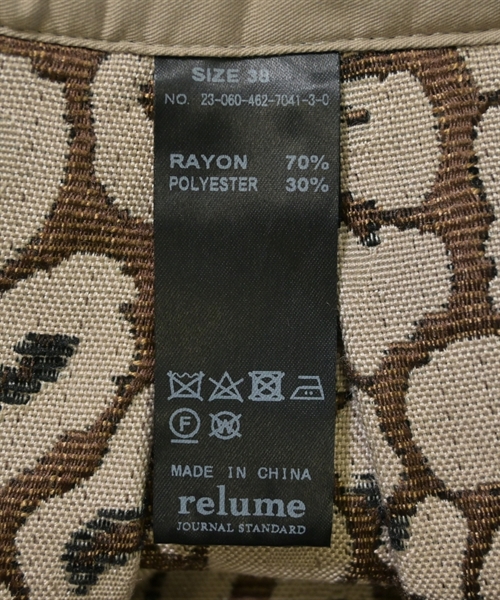 SIZE 38
NO. 23-060-462-7041-3-0
RAYON 70%
POLYESTER 30%
F W
MADE IN CHINA
relume
JOURNAL STANDARD